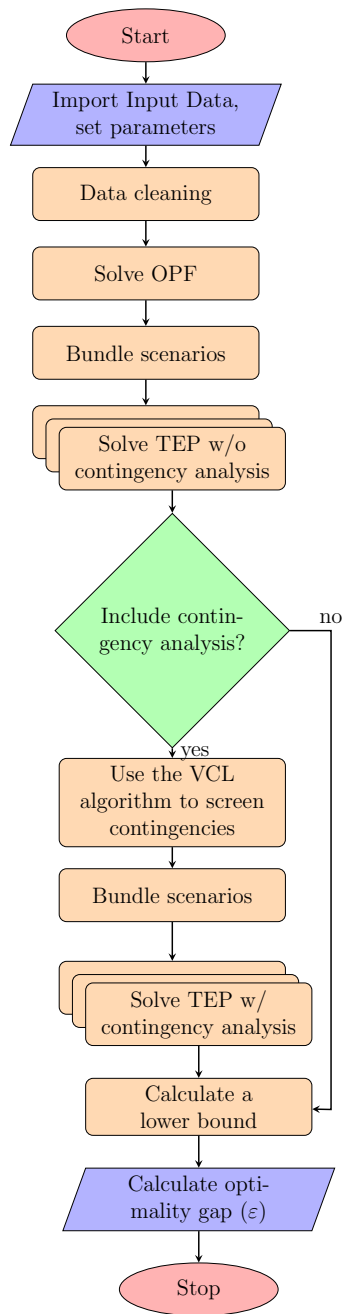 Start
Import Input Data,
set parameters
Data cleaning
Solve OPF
Bundle scenarios
Solve TEP w/o
contingency analysis
Include contin-
gency analysis?
no
yes
Use the VCL
algorithm to screen
contingencies
Bundle scenarios
Solve TEP w/
contingency analysis
Calculate a
lower bound
Calculate opti-
mality gap (ε)
Stop